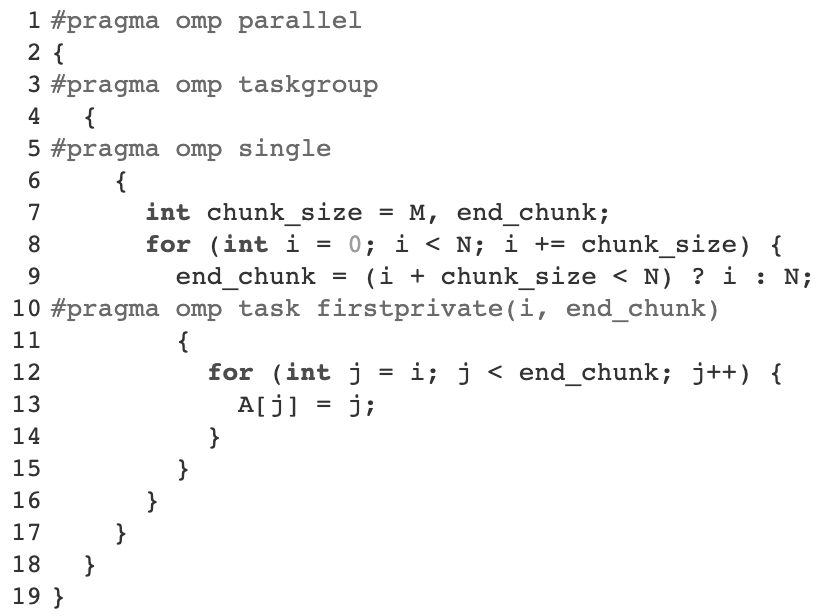 1 #pragma omp parallel
2 {
3 #pragma omp taskgroup
4   {
5 #pragma omp single
6     {
7       int chunk_size = M, end_chunk;
8       for (int i = 0; i < N; i += chunk_size) {
9         end_chunk = (i + chunk_size < N) ? i : N;
10 #pragma omp task firstprivate(i, end_chunk)
11         {
12           for (int j = i; j < end_chunk; j++) {
13             A[j] = j;
14           }
15         }
16       }
17     }
18   }
19 }